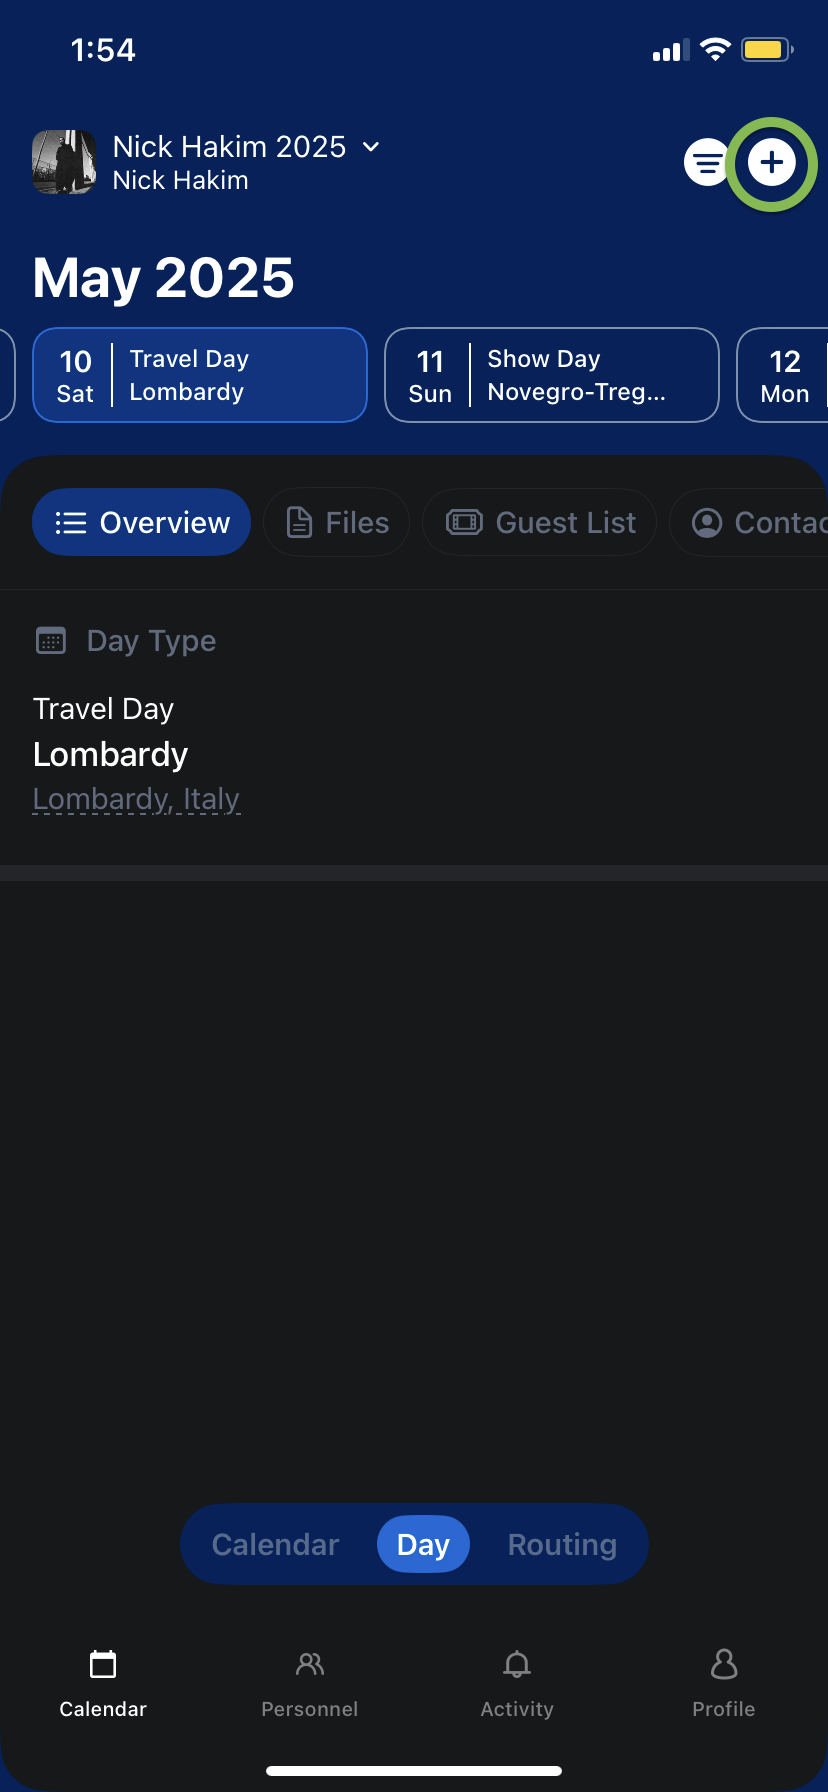 1:54
Nick Hakim 2025
Nick Hakim
May 2025
10
Sat
Travel Day
Lombardy
11
Sun
Show Day
Novegro-Treg...
12
Mon
Overview
Files
Guest List
Contac
Day Type
Travel Day
Lombardy
Lombardy, Italy
Calendar
Day
Routing
Calendar
Personnel
Activity
Profile